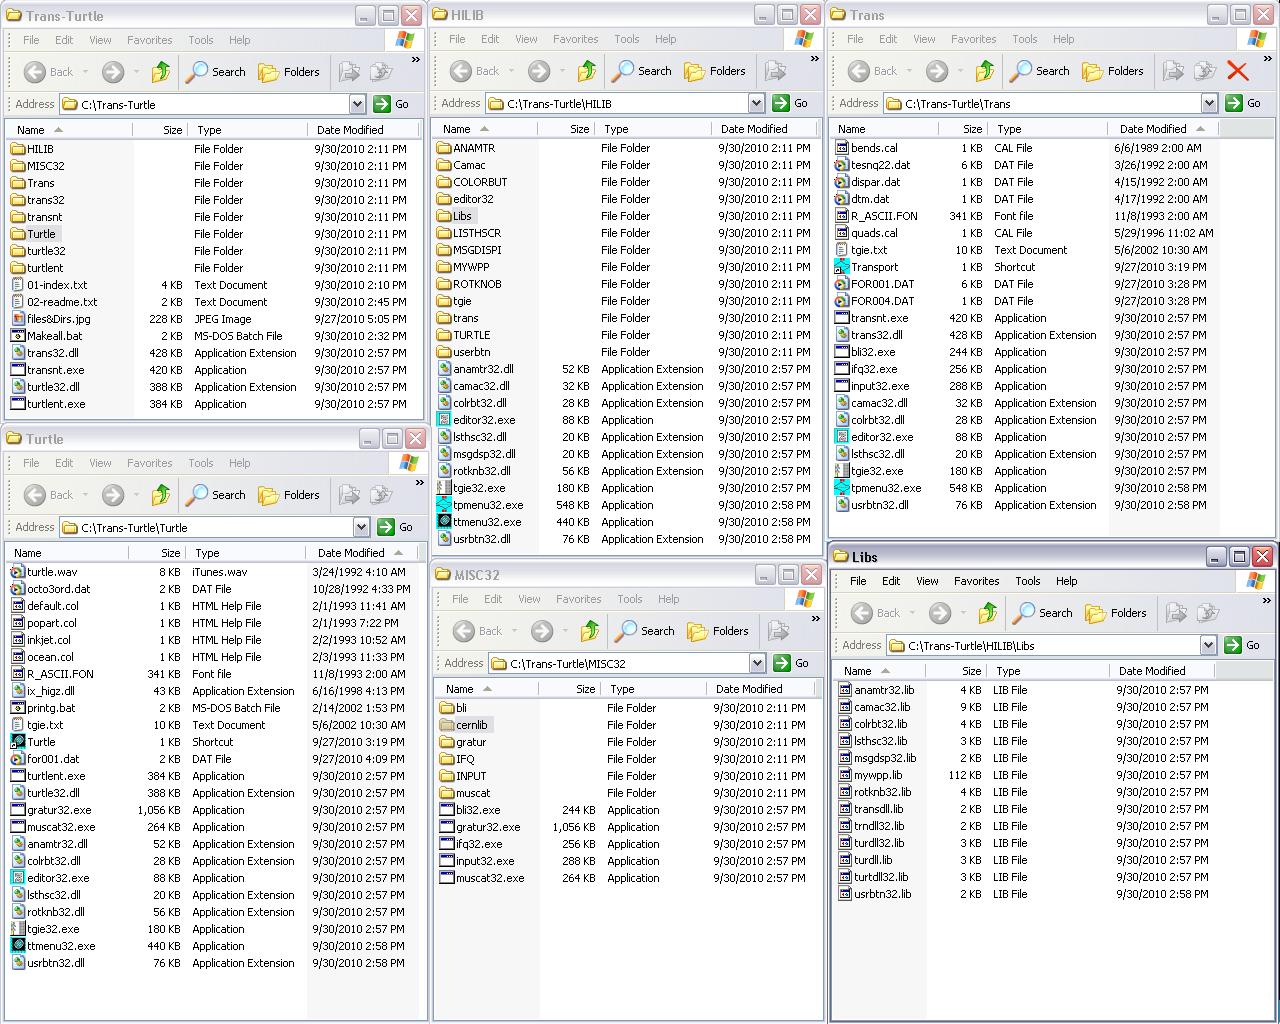 Trans-Turtle
File Edit View Favorites Tools Help
Back Search Folders »
Address C:\Trans-Turtle Go
Name Size Type Date Modified
HILIB File Folder 9/30/2010 2:11 PM
MISC32 File Folder 9/30/2010 2:11 PM
Trans File Folder 9/30/2010 2:11 PM
trans32 File Folder 9/30/2010 2:11 PM
transnt File Folder 9/30/2010 2:11 PM
Turtle File Folder 9/30/2010 2:11 PM
turtle32 File Folder 9/30/2010 2:11 PM
turtlent File Folder 9/30/2010 2:11 PM
01-index.txt 4 KB Text Document 9/30/2010 2:10 PM
02-readme.txt 2 KB Text Document 9/30/2010 2:45 PM
files&Dirs.jpg 228 KB JPEG Image 9/27/2010 5:05 PM
Makeall.bat 2 KB MS-DOS Batch File 9/30/2010 2:32 PM
trans32.dll 428 KB Application Extension 9/30/2010 2:57 PM
transnt.exe 420 KB Application 9/30/2010 2:57 PM
turtle32.dll 388 KB Application Extension 9/30/2010 2:57 PM
turtlent.exe 384 KB Application 9/30/2010 2:57 PM
HILIB
File Edit View Favorites Tools Help
Back Search Folders »
Address C:\Trans-Turtle\HILIB Go
Name Size Type Date Modified
ANAMTR File Folder 9/30/2010 2:11 PM
Camac File Folder 9/30/2010 2:11 PM
COLORBUT File Folder 9/30/2010 2:11 PM
editor32 File Folder 9/30/2010 2:11 PM
Libs File Folder 9/30/2010 2:11 PM
LISTHSCR File Folder 9/30/2010 2:11 PM
MSGDISPI File Folder 9/30/2010 2:11 PM
MYWPP File Folder 9/30/2010 2:11 PM
ROTKNOB File Folder 9/30/2010 2:11 PM
tgie File Folder 9/30/2010 2:11 PM
trans File Folder 9/30/2010 2:11 PM
TURTLE File Folder 9/30/2010 2:11 PM
userbtn File Folder 9/30/2010 2:11 PM
anamtr32.dll 52 KB Application Extension 9/30/2010 2:57 PM
camac32.dll 32 KB Application Extension 9/30/2010 2:57 PM
colrbt32.dll 28 KB Application Extension 9/30/2010 2:57 PM
editor32.exe 88 KB Application 9/30/2010 2:57 PM
lsthsc32.dll 20 KB Application Extension 9/30/2010 2:57 PM
msgdsp32.dll 20 KB Application Extension 9/30/2010 2:57 PM
rotknb32.dll 56 KB Application Extension 9/30/2010 2:57 PM
tgie32.exe 180 KB Application 9/30/2010 2:57 PM
tpmenu32.exe 548 KB Application 9/30/2010 2:58 PM
ttmenu32.exe 440 KB Application 9/30/2010 2:58 PM
usrbtn32.dll 76 KB Application Extension 9/30/2010 2:58 PM
Trans
File Edit View Favorites Tools Help
Back Search Folders »
Address C:\Trans-Turtle\Trans Go
Name Size Type Date Modified
bends.cal 1 KB CAL File 6/6/1989 2:00 AM
tesnq22.dat 6 KB DAT File 3/26/1992 2:00 AM
dispar.dat 1 KB DAT File 4/15/1992 2:00 AM
dtm.dat 1 KB DAT File 4/17/1992 2:00 AM
R_ASCII.FON 341 KB Font file 11/8/1993 2:00 AM
quads.cal 1 KB CAL File 5/29/1996 11:02 AM
tgie.txt 10 KB Text Document 5/6/2002 10:30 AM
Transport 1 KB Shortcut 9/27/2010 3:19 PM
FOR001.DAT 6 KB DAT File 9/27/2010 3:28 PM
FOR004.DAT 1 KB DAT File 9/27/2010 3:28 PM
transnt.exe 420 KB Application 9/30/2010 2:57 PM
trans32.dll 428 KB Application Extension 9/30/2010 2:57 PM
bli32.exe 244 KB Application 9/30/2010 2:57 PM
ifq32.exe 256 KB Application 9/30/2010 2:57 PM
input32.exe 288 KB Application 9/30/2010 2:57 PM
camac32.dll 32 KB Application Extension 9/30/2010 2:57 PM
colrbt32.dll 28 KB Application Extension 9/30/2010 2:57 PM
editor32.exe 88 KB Application 9/30/2010 2:57 PM
lsthsc32.dll 20 KB Application Extension 9/30/2010 2:57 PM
tgie32.exe 180 KB Application 9/30/2010 2:57 PM
tpmenu32.exe 548 KB Application 9/30/2010 2:58 PM
usrbtn32.dll 76 KB Application Extension 9/30/2010 2:58 PM
Turtle
File Edit View Favorites Tools Help
Back Search Folders »
Address C:\Trans-Turtle\Turtle Go
Name Size Type Date Modified
turtle.wav 8 KB iTunes.wav 3/24/1992 4:10 AM
octo3ord.dat 2 KB DAT File 10/28/1992 4:33 PM
default.col 1 KB HTML Help File 2/1/1993 11:41 AM
popart.col 1 KB HTML Help File 2/1/1993 7:22 PM
inkjet.col 1 KB HTML Help File 2/2/1993 10:52 AM
ocean.col 1 KB HTML Help File 2/3/1993 11:33 PM
R_ASCII.FON 341 KB Font file 11/8/1993 2:00 AM
ix_higz.dll 43 KB Application Extension 6/16/1998 4:13 PM
printg.bat 2 KB MS-DOS Batch File 2/14/2002 1:53 PM
tgie.txt 10 KB Text Document 5/6/2002 10:30 AM
Turtle 1 KB Shortcut 9/27/2010 3:19 PM
for001.dat 2 KB DAT File 9/27/2010 4:09 PM
turtlent.exe 384 KB Application 9/30/2010 2:57 PM
turtle32.dll 388 KB Application Extension 9/30/2010 2:57 PM
gratur32.exe 1,056 KB Application 9/30/2010 2:57 PM
muscat32.exe 264 KB Application 9/30/2010 2:57 PM
anamtr32.dll 52 KB Application Extension 9/30/2010 2:57 PM
colrbt32.dll 28 KB Application Extension 9/30/2010 2:57 PM
editor32.exe 88 KB Application 9/30/2010 2:57 PM
lsthsc32.dll 20 KB Application Extension 9/30/2010 2:57 PM
rotknb32.dll 56 KB Application Extension 9/30/2010 2:57 PM
tgie32.exe 180 KB Application 9/30/2010 2:57 PM
ttmenu32.exe 440 KB Application 9/30/2010 2:58 PM
usrbtn32.dll 76 KB Application Extension 9/30/2010 2:58 PM
MISC32
File Edit View Favorites Tools Help
Back Search Folders »
Address C:\Trans-Turtle\MISC32 Go
Name Size Type Date Modified
bli File Folder 9/30/2010 2:11 PM
cernlib File Folder 9/30/2010 2:11 PM
gratur File Folder 9/30/2010 2:11 PM
IFQ File Folder 9/30/2010 2:11 PM
INPUT File Folder 9/30/2010 2:11 PM
muscat File Folder 9/30/2010 2:11 PM
bli32.exe 244 KB Application 9/30/2010 2:57 PM
gratur32.exe 1,056 KB Application 9/30/2010 2:57 PM
ifq32.exe 256 KB Application 9/30/2010 2:57 PM
input32.exe 288 KB Application 9/30/2010 2:57 PM
muscat32.exe 264 KB Application 9/30/2010 2:57 PM
Libs
File Edit View Favorites Tools Help
Back Search Folders »
Address C:\Trans-Turtle\HILIB\Libs Go
Name Size Type Date Modified
anamtr32.lib 4 KB LIB File 9/30/2010 2:57 PM
camac32.lib 9 KB LIB File 9/30/2010 2:57 PM
colrbt32.lib 4 KB LIB File 9/30/2010 2:57 PM
lsthsc32.lib 3 KB LIB File 9/30/2010 2:57 PM
msgdsp32.lib 2 KB LIB File 9/30/2010 2:57 PM
mywpp.lib 112 KB LIB File 9/30/2010 2:57 PM
rotknb32.lib 4 KB LIB File 9/30/2010 2:57 PM
transdll.lib 2 KB LIB File 9/30/2010 2:57 PM
trndll32.lib 2 KB LIB File 9/30/2010 2:57 PM
turdll32.lib 3 KB LIB File 9/30/2010 2:57 PM
turdll.lib 3 KB LIB File 9/30/2010 2:57 PM
turtdll32.lib 3 KB LIB File 9/30/2010 2:57 PM
usrbtn32.lib 2 KB LIB File 9/30/2010 2:58 PM